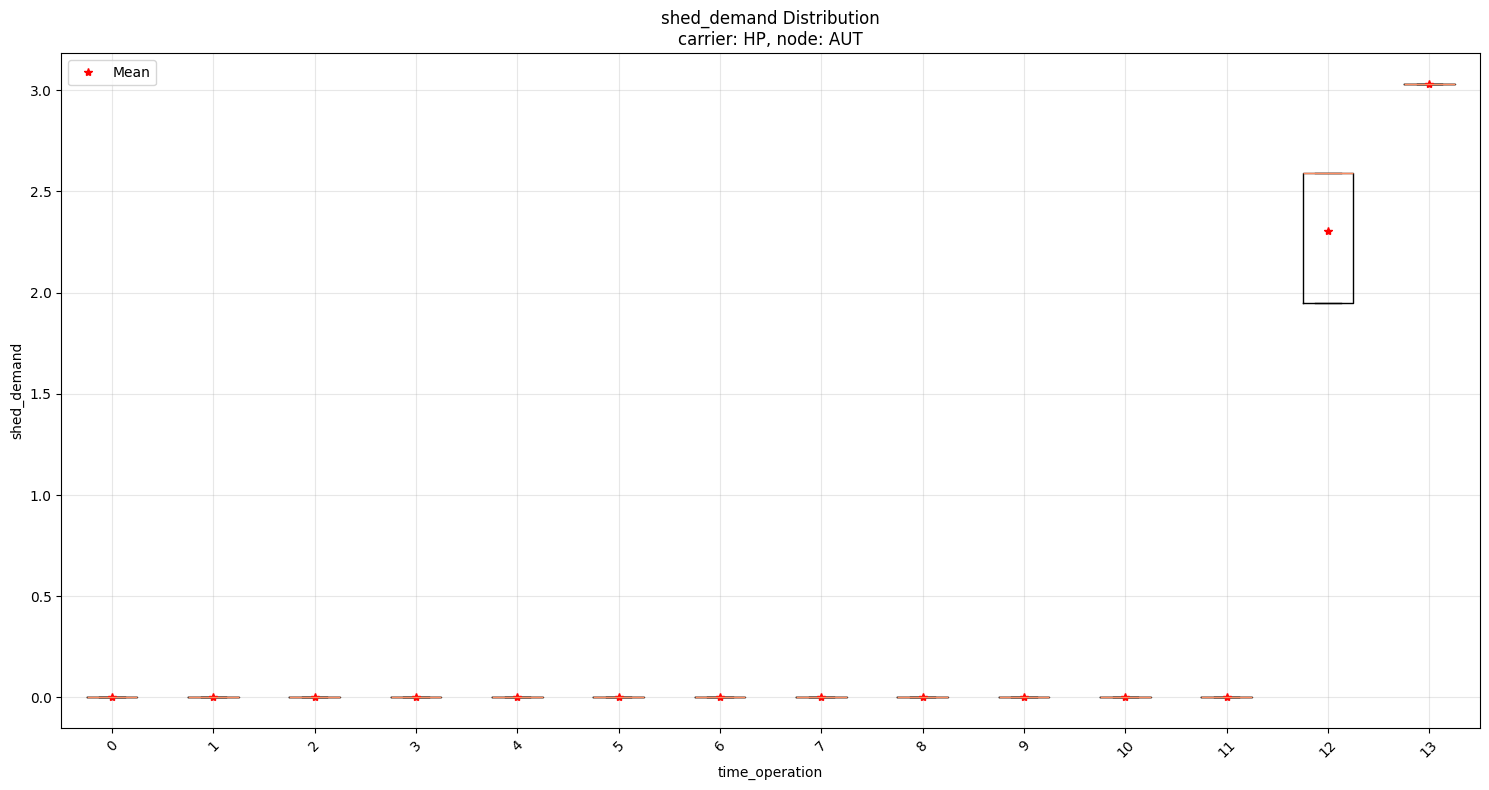 shed_demand Distribution
carrier: HP, node: AUT
Mean
3.0
2.5
2.0
1.5
1.0
0.5
0.0
shed_demand
0 1 2 3 4 5 6 7 8 9 10 11 12 13
time_operation